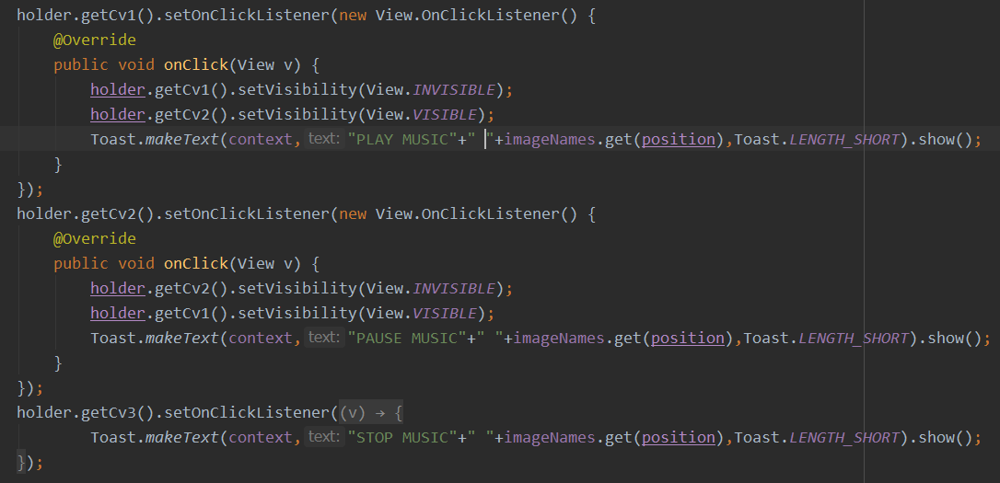 holder.getCv1().setOnClickListener(new View.OnClickListener() {
@Override
public void onClick(View v) {
holder.getCv1().setVisibility(View.INVISIBLE);
holder.getCv2().setVisibility(View.VISIBLE);
Toast.makeText(context, text: "PLAY MUSIC"+" "+imageNames.get(position),Toast.LENGTH_SHORT).show();
}
});
holder.getCv2().setOnClickListener(new View.OnClickListener() {
@Override
public void onClick(View v) {
holder.getCv2().setVisibility(View.INVISIBLE);
holder.getCv1().setVisibility(View.VISIBLE);
Toast.makeText(context, text: "PAUSE MUSIC"+" "+imageNames.get(position),Toast.LENGTH_SHORT).show();
}
});
holder.getCv3().setOnClickListener((v) → {
Toast.makeText(context, text: "STOP MUSIC"+" "+imageNames.get(position),Toast.LENGTH_SHORT).show();
});